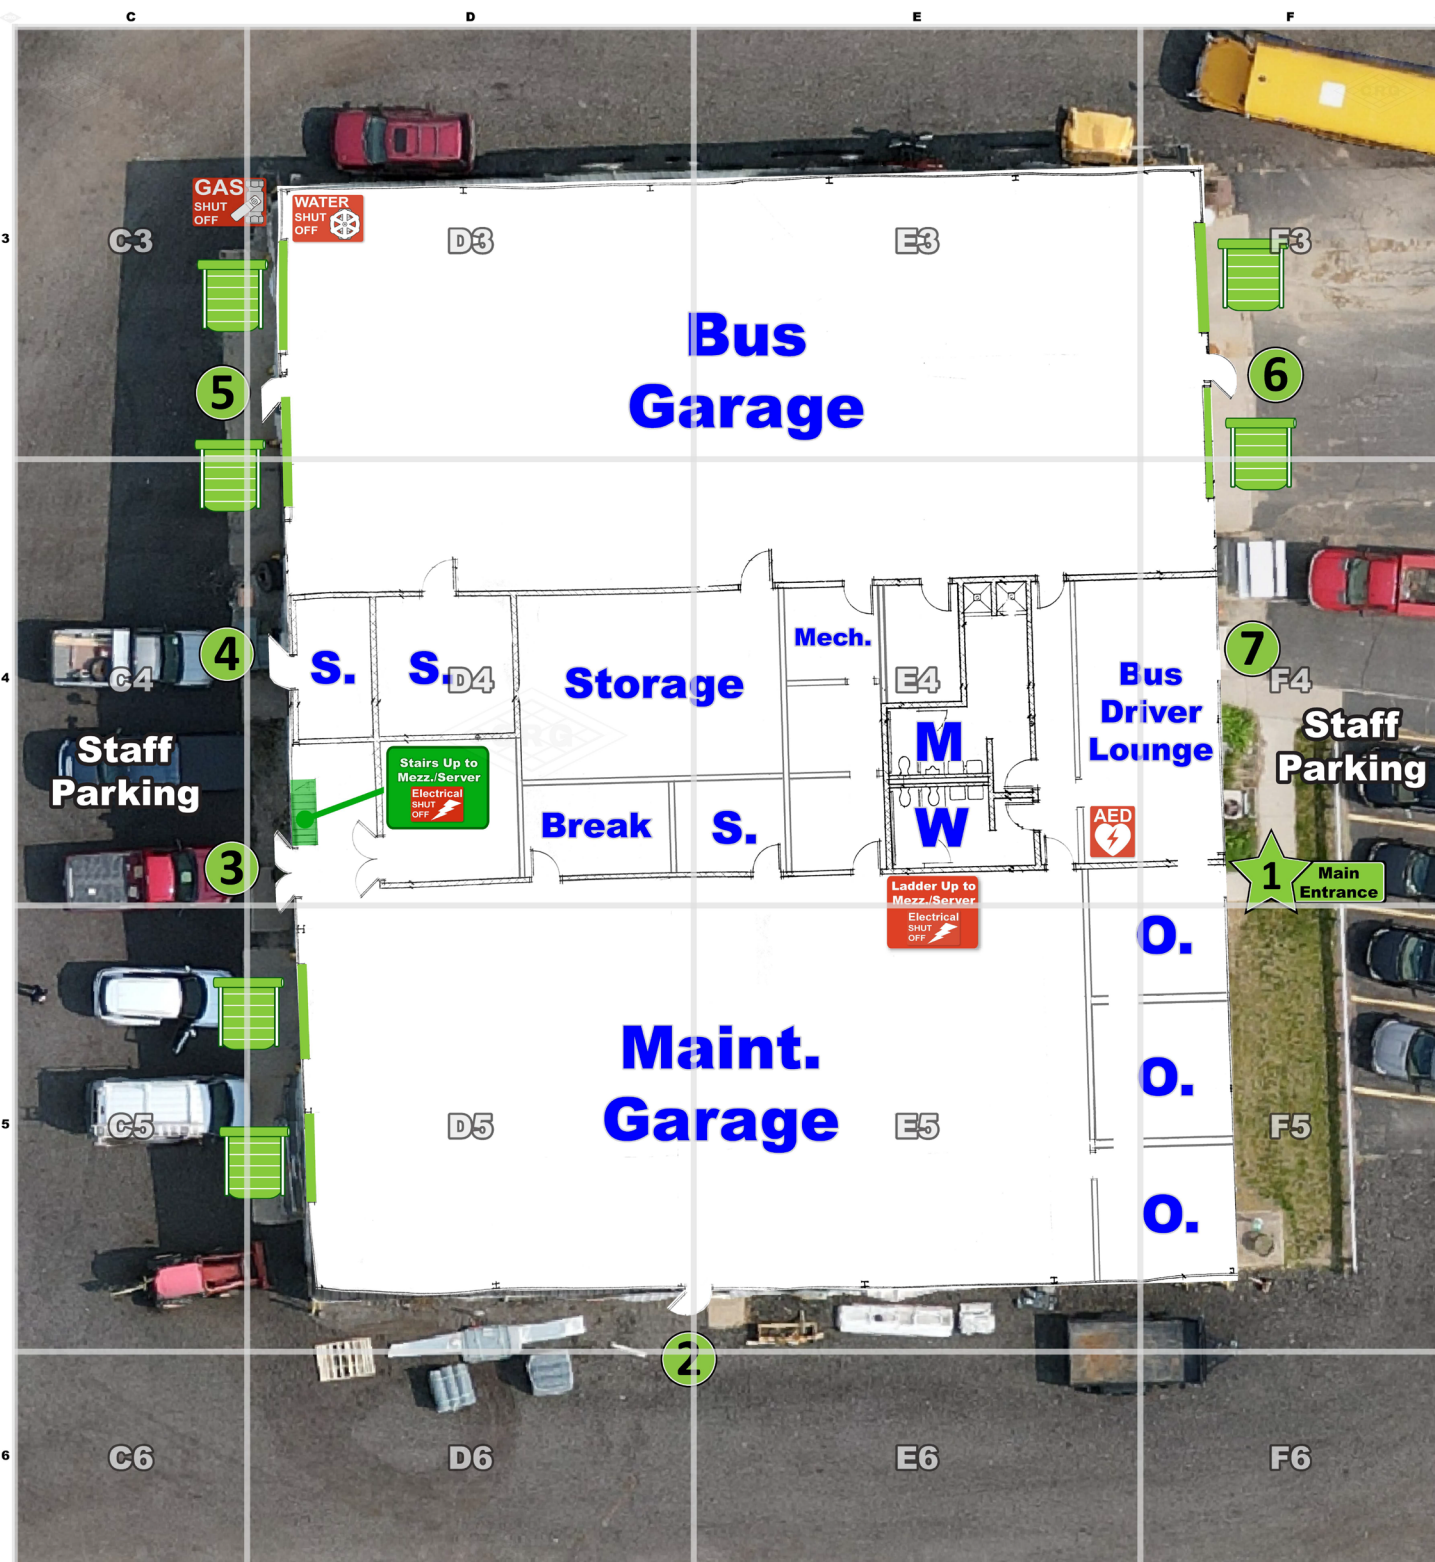 C
D
E
F
3
4
5
6
GAS
SHUT
OFF
WATER
SHUT
OFF
C3
D3
E3
F3
Bus
Garage
5
6
4
7
S.
S.
Storage
Mech.
C4
D4
E4
F4
Bus
Driver
Lounge
M
Staff
Parking
Staff
Parking
Stairs Up to
Mezz./Server
Electrical
SHUT
OFF
Break
S.
W
AED
3
1
Main
Entrance
Ladder Up to
Mezz./Server
Electrical
SHUT
OFF
O.
Maint.
Garage
O.
C5
D5
E5
F5
O.
2
C6
D6
E6
F6
CRG
CRG